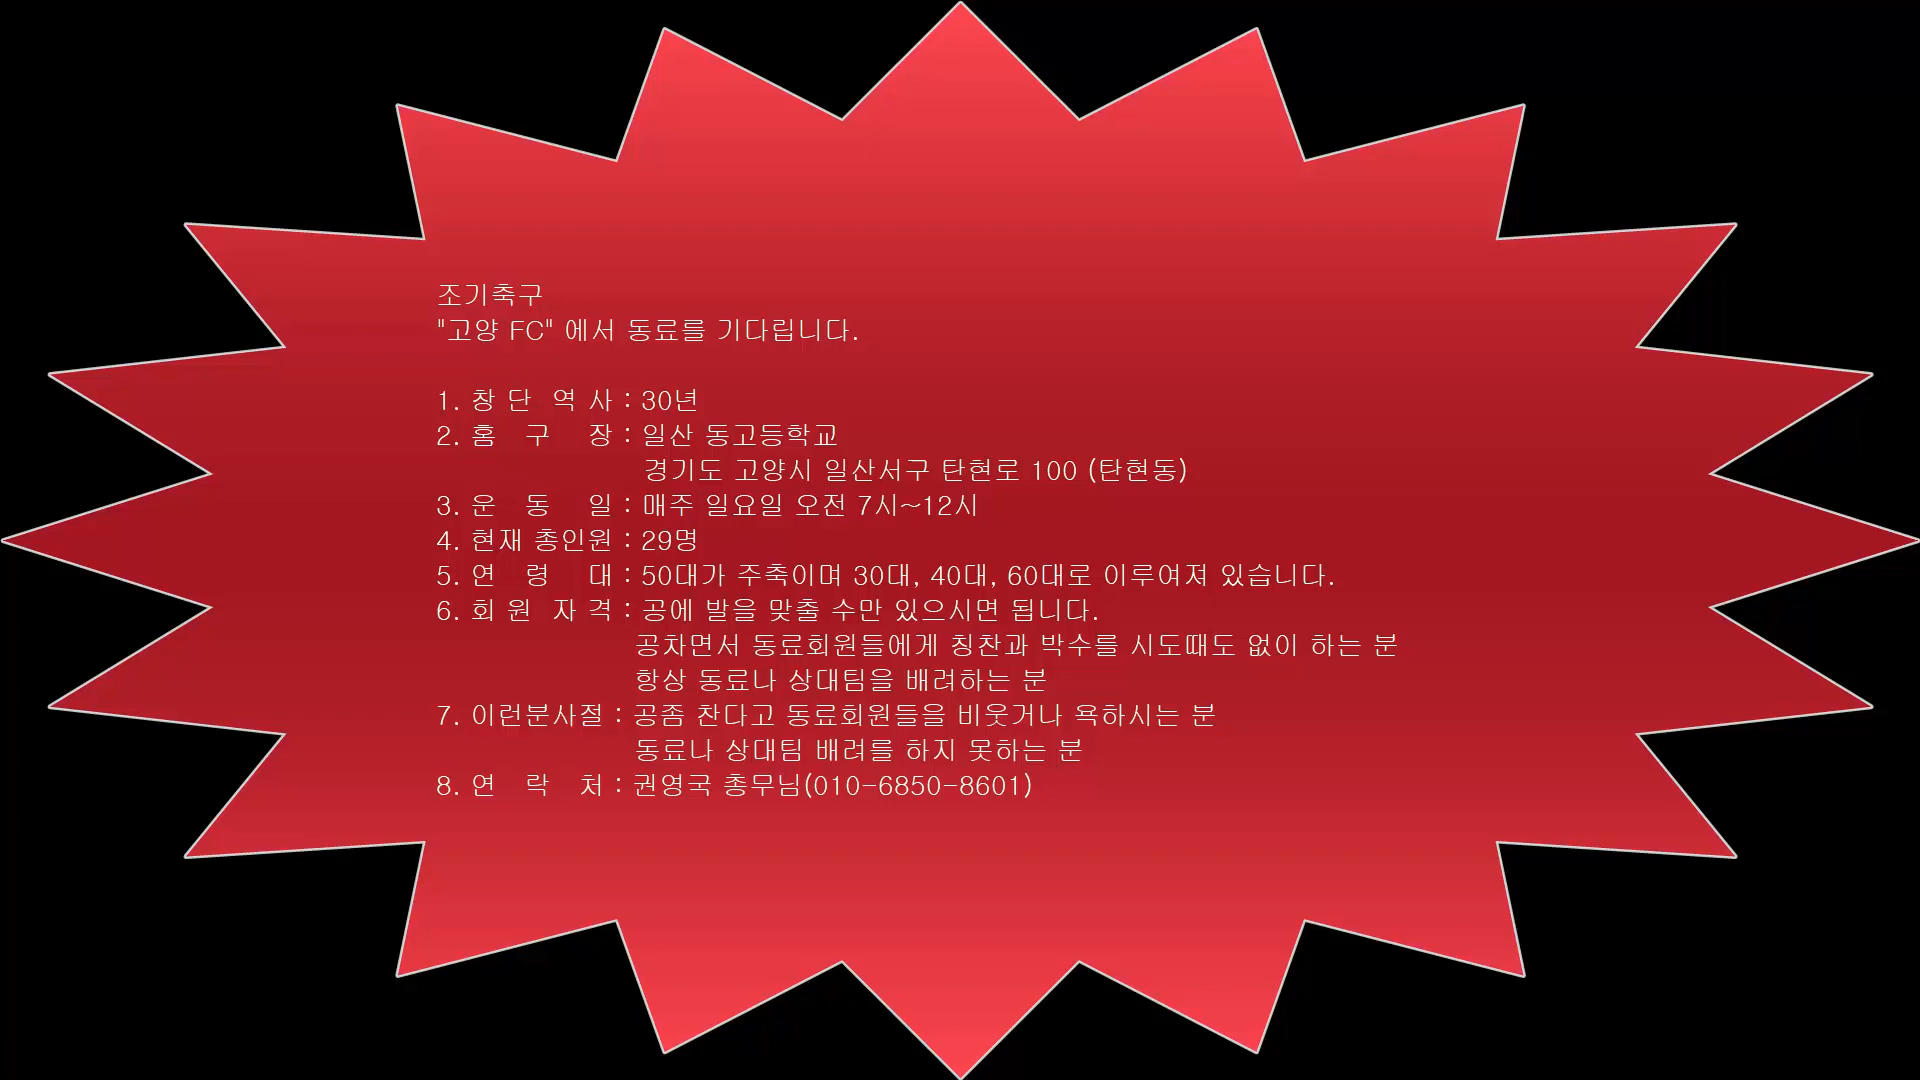 조기축구
"고양 FC" 에서 동료를 기다립니다.
1. 창 단 역 사 : 30년
2. 홈 구 장 : 일산 동고등학교
경기도 고양시 일산서구 탄현로 100 (탄현동)
3. 운 동 일 : 매주 일요일 오전 7시~12시
4. 현재 총인원 : 29명
5. 연 령 대 : 50대가 주축이며 30대, 40대, 60대로 이루여져 있습니다.
6. 회 원 자 격 : 공에 발을 맞출 수만 있으시면 됩니다.
공차면서 동료회원들에게 칭찬과 박수를 시도때도 없이 하는 분
항상 동료나 상대팀을 배려하는 분
7. 이런분사절 : 공좀 찬다고 동료회원들을 비웃거나 욕하시는 분
동료나 상대팀 배려를 하지 못하는 분
8. 연 락 처 : 권영국 총무님(010-6850-8601)